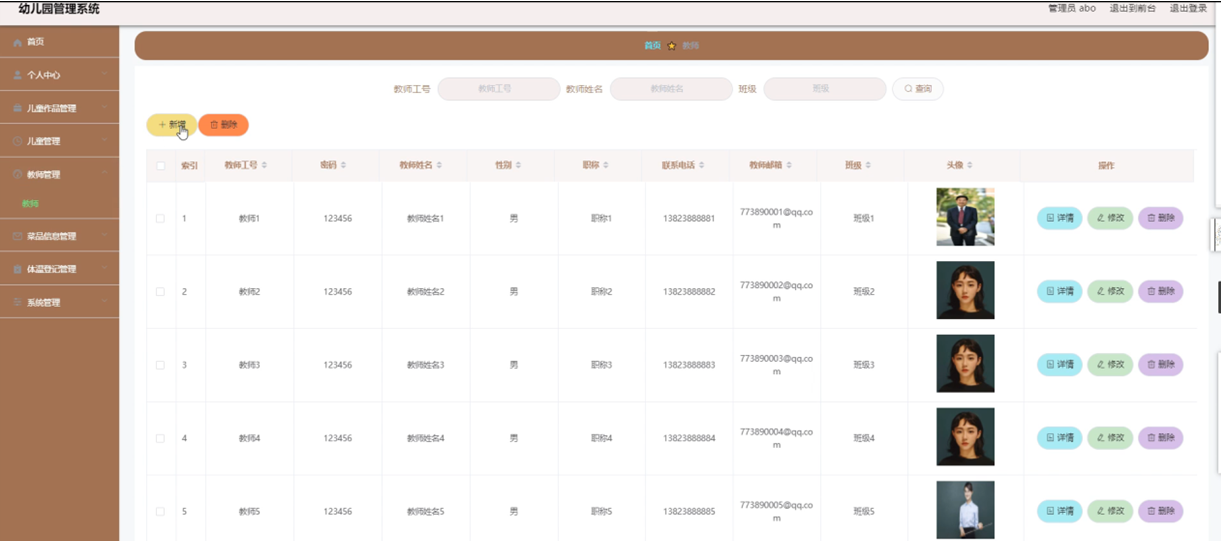 幼儿园管理系统
管理员 abo 退出到前台 退出登录
首页
个人中心
儿童作品管理
儿童管理
教师管理
教师
菜品信息管理
体温登记管理
系统管理
首页 教师
教师工号 教师工号 教师姓名 教师姓名 班级 班级 查询
+ 新增 删除
索引 教师工号 密码 教师姓名 性别 职称 联系电话 教师邮箱 班级 头像 操作
1 教师1 123456 教师姓名1 男 职称1 13823888881 773890001@qq.co
m 班级1 详情 修改 删除
2 教师2 123456 教师姓名2 男 职称2 13823888882 773890002@qq.co
m 班级2 详情 修改 删除
3 教师3 123456 教师姓名3 男 职称3 13823888883 773890003@qq.co
m 班级3 详情 修改 删除
4 教师4 123456 教师姓名4 男 职称4 13823888884 773890004@qq.co
m 班级4 详情 修改 删除
5 教师5 123456 教师姓名5 男 职称5 13823888885 773890005@qq.co
m 班级5 详情 修改 删除